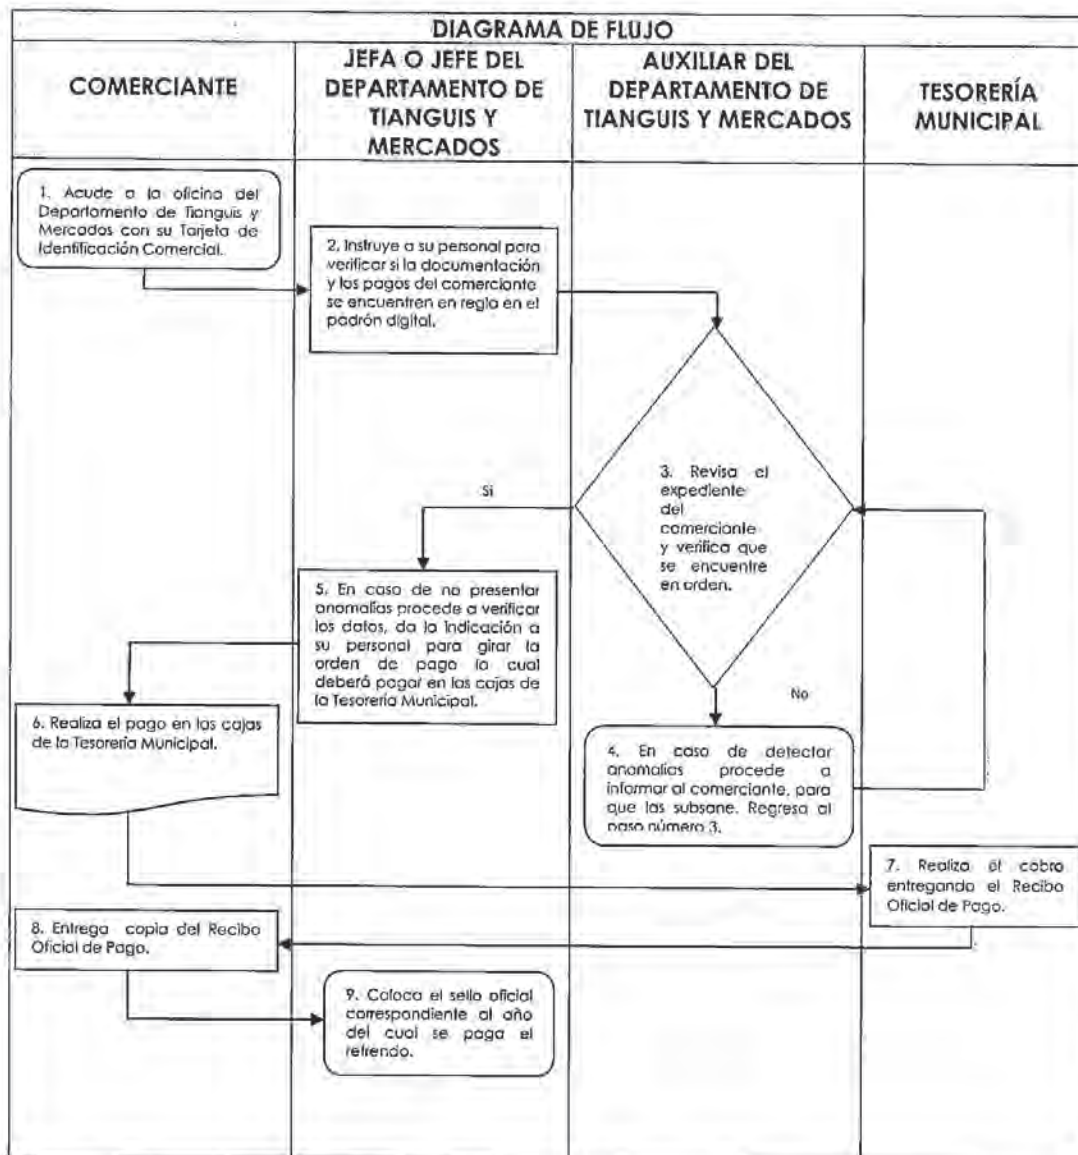 DIAGRAMA DE FLUJO
COMERCIANTE
JEFA O JEFE DEL
DEPARTAMENTO DE
TIANGUIS Y
MERCADOS
AUXILIAR DEL
DEPARTAMENTO DE
TIANGUIS Y MERCADOS
TESORERÍA
MUNICIPAL
1. Acude a la oficina del
Departamento de Tianguis y
Mercados con su Tarjeta de
Identificación Comercial.
2. Instruye a su personal para
verificar si la documentación
y los pagos del comerciante
se encuentren en regla en el
padrón digital.
3. Revisa el
expediente
del
comerciante
y verifica que
se encuentre
en orden.
Si
No
4. En caso de detectar
anomalías procede a
informar al comerciante, para
que las subsane. Regresa al
paso número 3.
5. En caso de no presentar
anomalías procede a verificar
los datos, da la indicación a
su personal para girar la
orden de pago lo cual
deberá pagar en las cajas de
la Tesorería Municipal.
6. Realiza el pago en las cajas
de la Tesorería Municipal.
7. Realiza el cobro
entregando el Recibo
Oficial de Pago.
8. Entrega copia del Recibo
Oficial de Pago.
9. Coloca el sello oficial
correspondiente al año
del cual se paga el
refrendo.